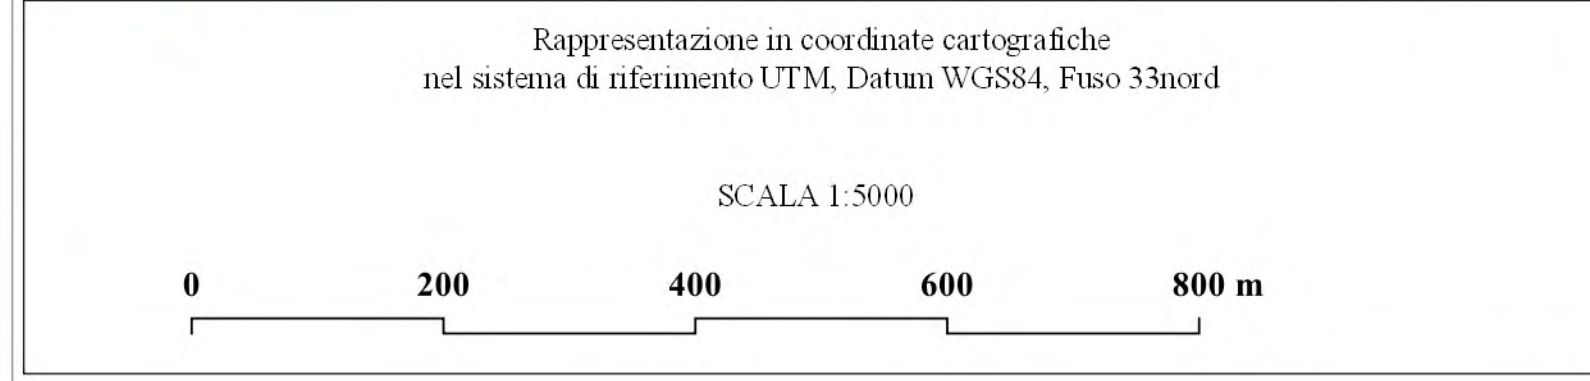 Rappresentazione in coordinate cartografiche
nel sistema di riferimento UTM, Datum WGS84, Fuso 33nord
SCALA 1:5000
0 200 400 600 800 m